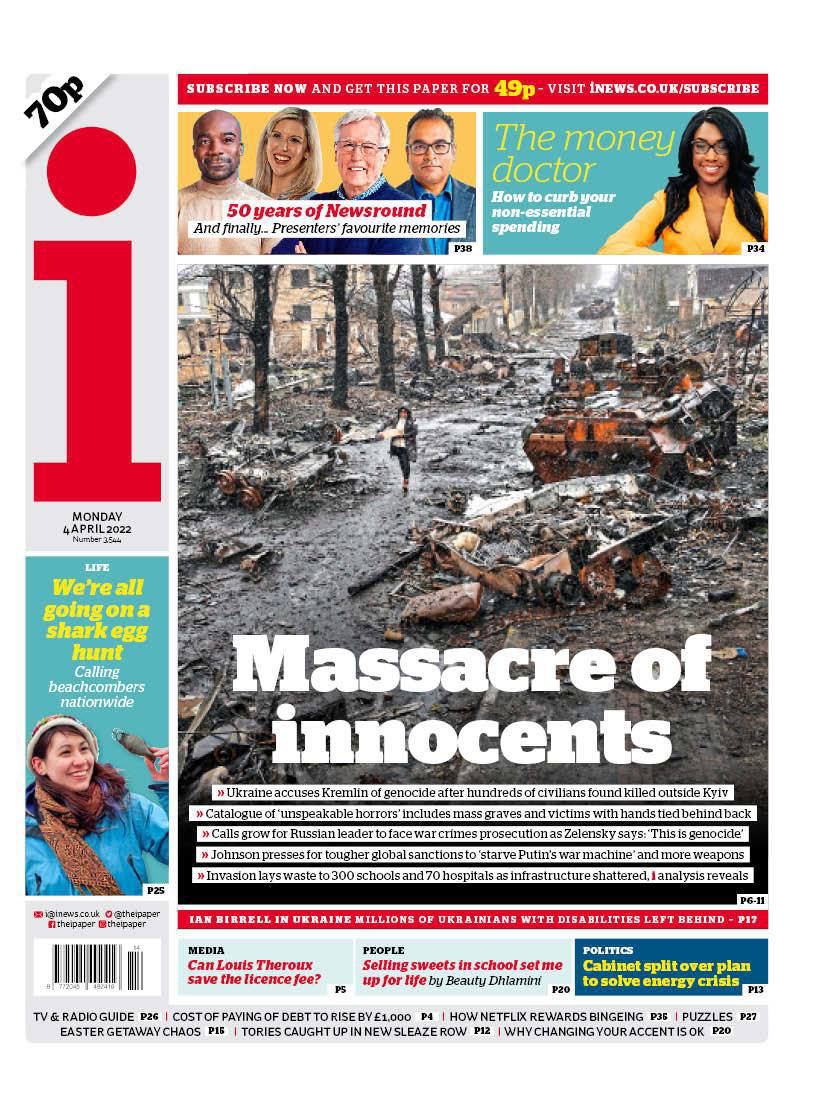 70p
i
MONDAY
4 APRIL 2022
Number 3,544
SUBSCRIBE NOW AND GET THIS PAPER FOR 49p - VISIT iNEWS.CO.UK/SUBSCRIBE
50 years of Newsround
And finally... Presenters' favourite memories
P38
The money
doctor
How to curb your
non-essential
spending
P34
LIFE
We're all
going on a
shark egg
hunt
Calling
beachcombers
nationwide
P25
Massacre of
innocents
» Ukraine accuses Kremlin of genocide after hundreds of civilians found killed outside Kyiv
» Catalogue of 'unspeakable horrors' includes mass graves and victims with hands tied behind back
» Calls grow for Russian leader to face war crimes prosecution as Zelensky says: 'This is genocide'
» Johnson presses for tougher global sanctions to 'starve Putin's war machine' and more weapons
» Invasion lays waste to 300 schools and 70 hospitals as infrastructure shattered, i analysis reveals
P6-11
IAN BIRRELL IN UKRAINE MILLIONS OF UKRAINIANS WITH DISABILITIES LEFT BEHIND - P17
i@inews.co.uk @theipaper
theipaper theipaper
MEDIA
Can Louis Theroux
save the licence fee?
P5
PEOPLE
Selling sweets in school set me
up for life by Beauty Dhlamini
P20
POLITICS
Cabinet split over plan
to solve energy crisis
P13
TV & RADIO GUIDE P26 | COST OF PAYING OF DEBT TO RISE BY £1,000 P4 | HOW NETFLIX REWARDS BINGEING P35 | PUZZLES P27
EASTER GETAWAY CHAOS P15 | TORIES CAUGHT UP IN NEW SLEAZE ROW P12 | WHY CHANGING YOUR ACCENT IS OK P20